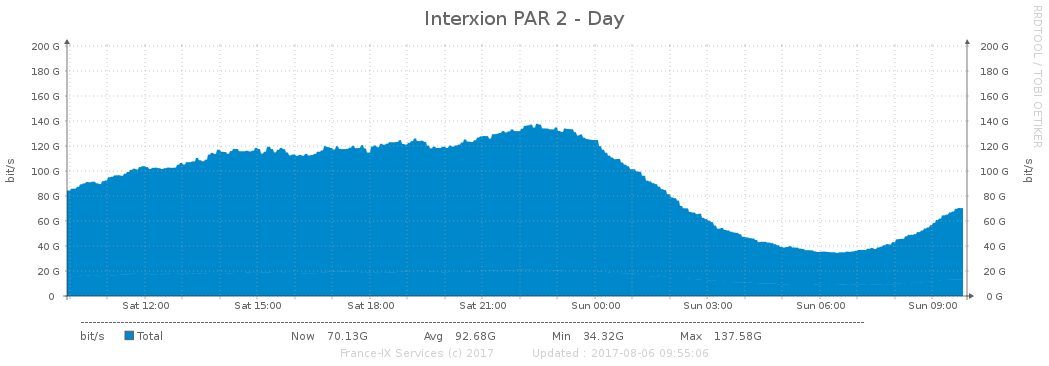 Interxion PAR 2 - Day
RRDTOOL / TOBI OETIKER
bit/s
bit/s
200 G 200 G
180 G 180 G
160 G 160 G
140 G 140 G
120 G 120 G
100 G 100 G
80 G 80 G
60 G 60 G
40 G 40 G
20 G 20 G
0 0 G
Sat 12:00 Sat 15:00 Sat 18:00 Sat 21:00 Sun 00:00 Sun 03:00 Sun 06:00 Sun 09:00
bit/s Total Now 70.13G Avg 92.68G Min 34.32G Max 137.58G
France-IX Services (c) 2017 Updated : 2017-08-06 09:55:06